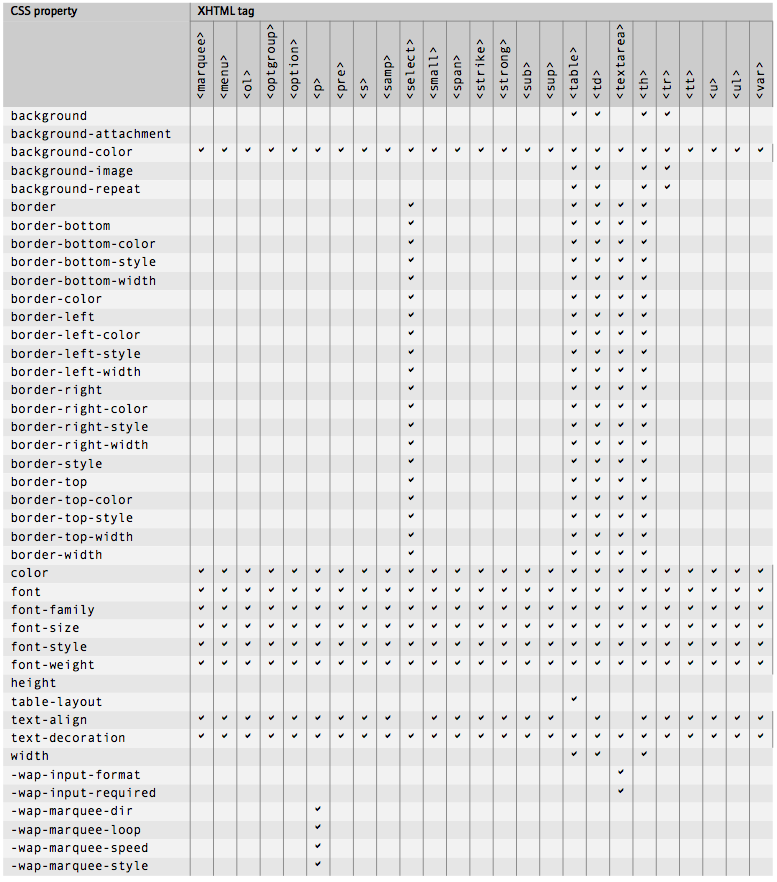 CSS property XHTML tag
<marquee> <menu> <ol> <optgroup> <option> <p> <pre> <s> <samp> <select> <small> <span> <strike> <strong> <sub> <sup> <table> <td> <textarea> <th> <tr> <tt> <u> <ul> <var>
background
background-attachment
background-color
background-image
background-repeat
border
border-bottom
border-bottom-color
border-bottom-style
border-bottom-width
border-color
border-left
border-left-color
border-left-style
border-left-width
border-right
border-right-color
border-right-style
border-right-width
border-style
border-top
border-top-color
border-top-style
border-top-width
border-width
color
font
font-family
font-size
font-style
font-weight
height
table-layout
text-align
text-decoration
width
-wap-input-format
-wap-input-required
-wap-marquee-dir
-wap-marquee-loop
-wap-marquee-speed
-wap-marquee-style